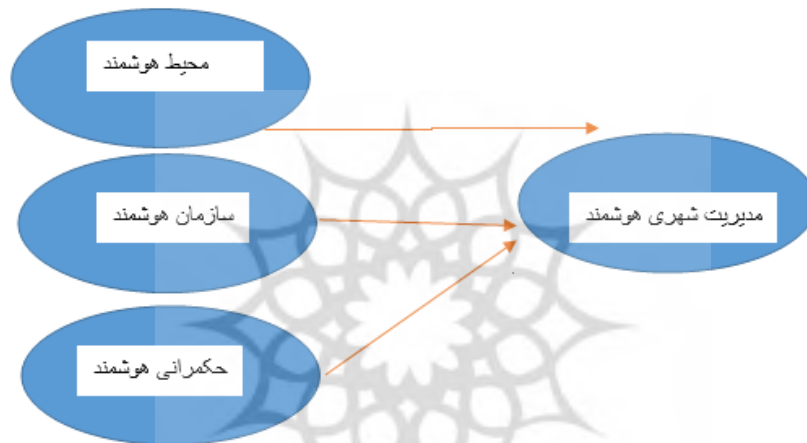 محیط هوشمند
سازمان هوشمند
مدیریت شهری هوشمند
حکمرانی هوشمند